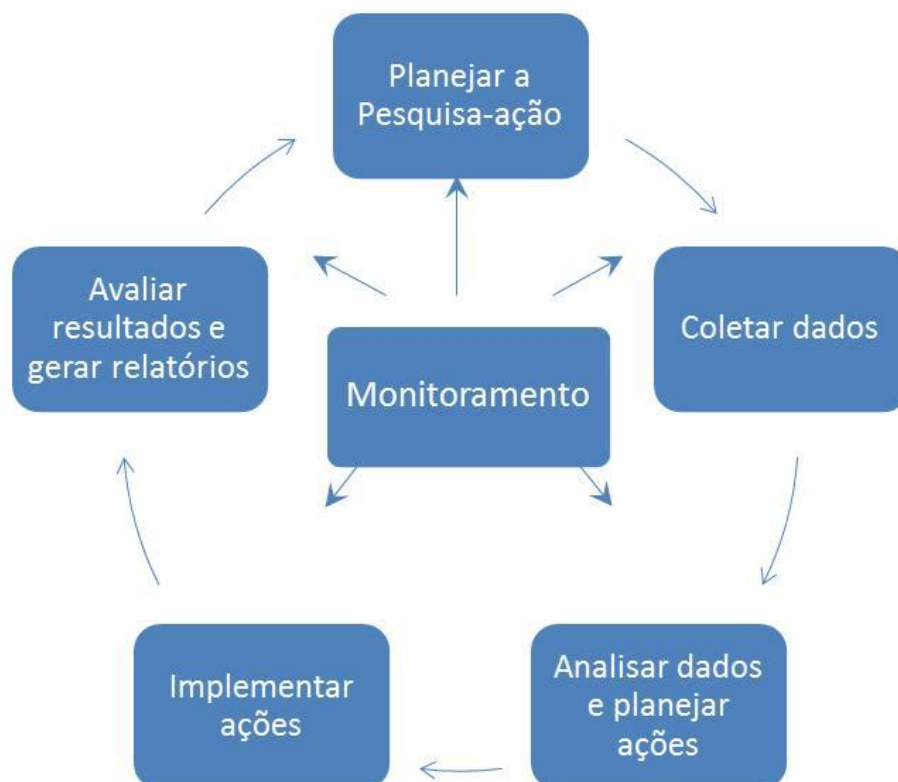 Planejar a
Pesquisa-ação
Coletar dados
Analisar dados
e planejar
ações
Implementar
ações
Avaliar
resultados e
gerar relatórios
Monitoramento